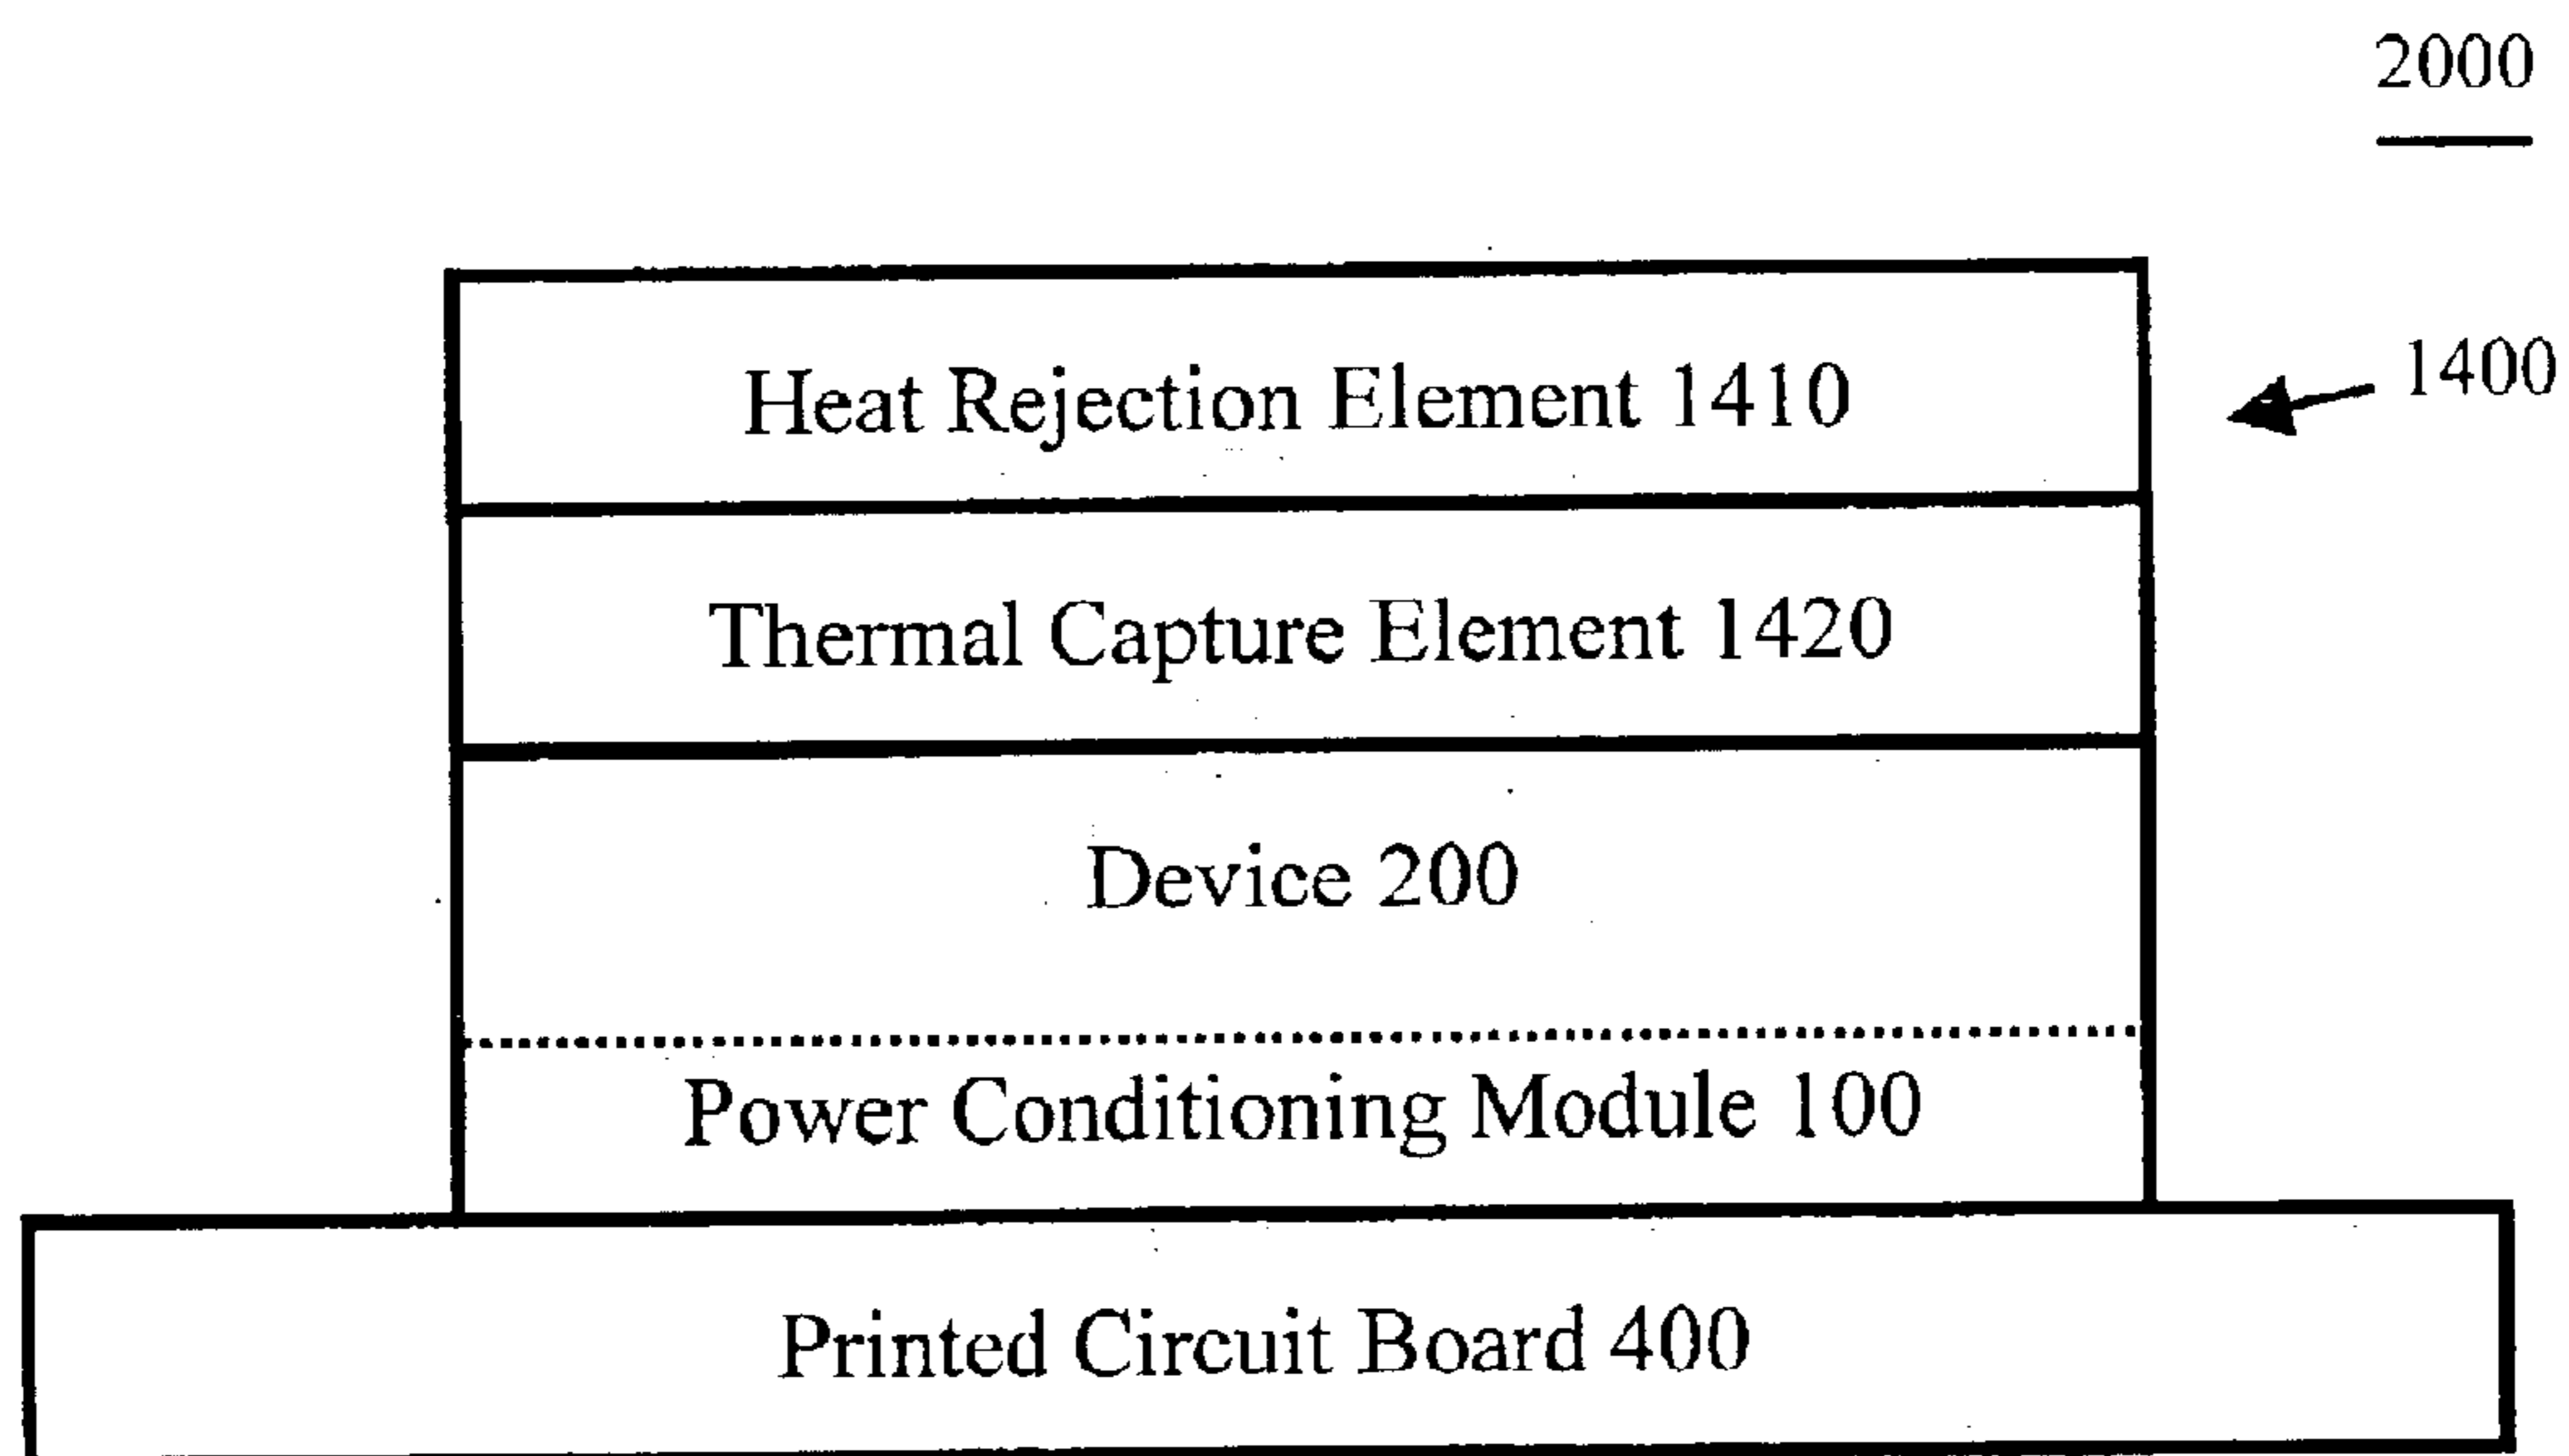 2000
1400
Heat Rejection Element 1410
Thermal Capture Element 1420
Device 200
Power Conditioning Module 100
Printed Circuit Board 400